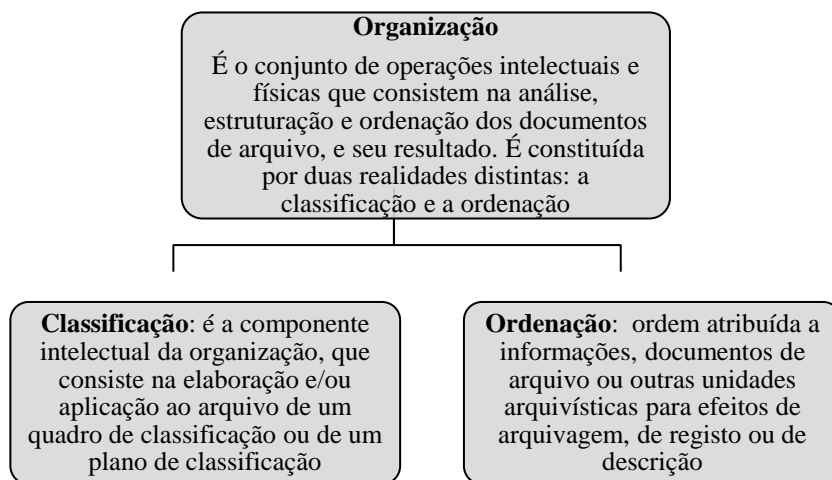 Organização
É o conjunto de operações intelectuais e
físicas que consistem na análise,
estruturação e ordenação dos documentos
de arquivo, e seu resultado. É constituída
por duas realidades distintas: a
classificação e a ordenação
Classificação: é a componente
intelectual da organização, que
consiste na elaboração e/ou
aplicação ao arquivo de um
quadro de classificação ou de um
plano de classificação
Ordenação: ordem atribuída a
informações, documentos de
arquivo ou outras unidades
arquivísticas para efeitos de
arquivagem, de registo ou de
descrição